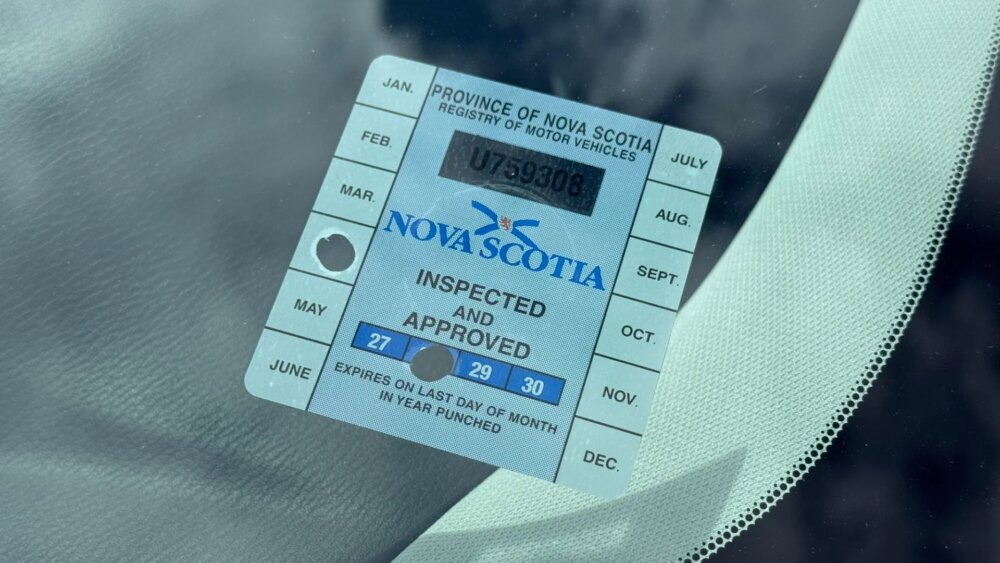 JAN.
FEB.
MAR.
MAY
JUNE
PROVINCE OF NOVA SCOTIA
REGISTRY OF MOTOR VEHICLES
U759308
NOVA SCOTIA
INSPECTED
AND
APPROVED
27 29 30
EXPIRES ON LAST DAY OF MONTH
IN YEAR PUNCHED
JULY
AUG.
SEPT.
OCT.
NOV.
DEC.